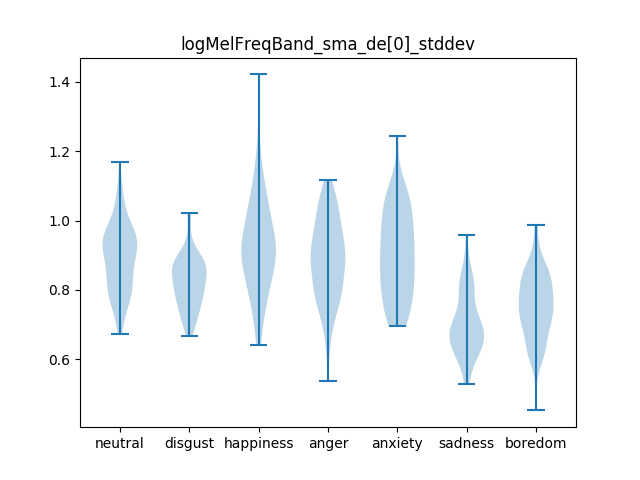 logMelFreqBand_sma_de[0]_stddev
1.4
1.2
1.0
0.8
0.6
neutral disgust happiness anger anxiety sadness boredom